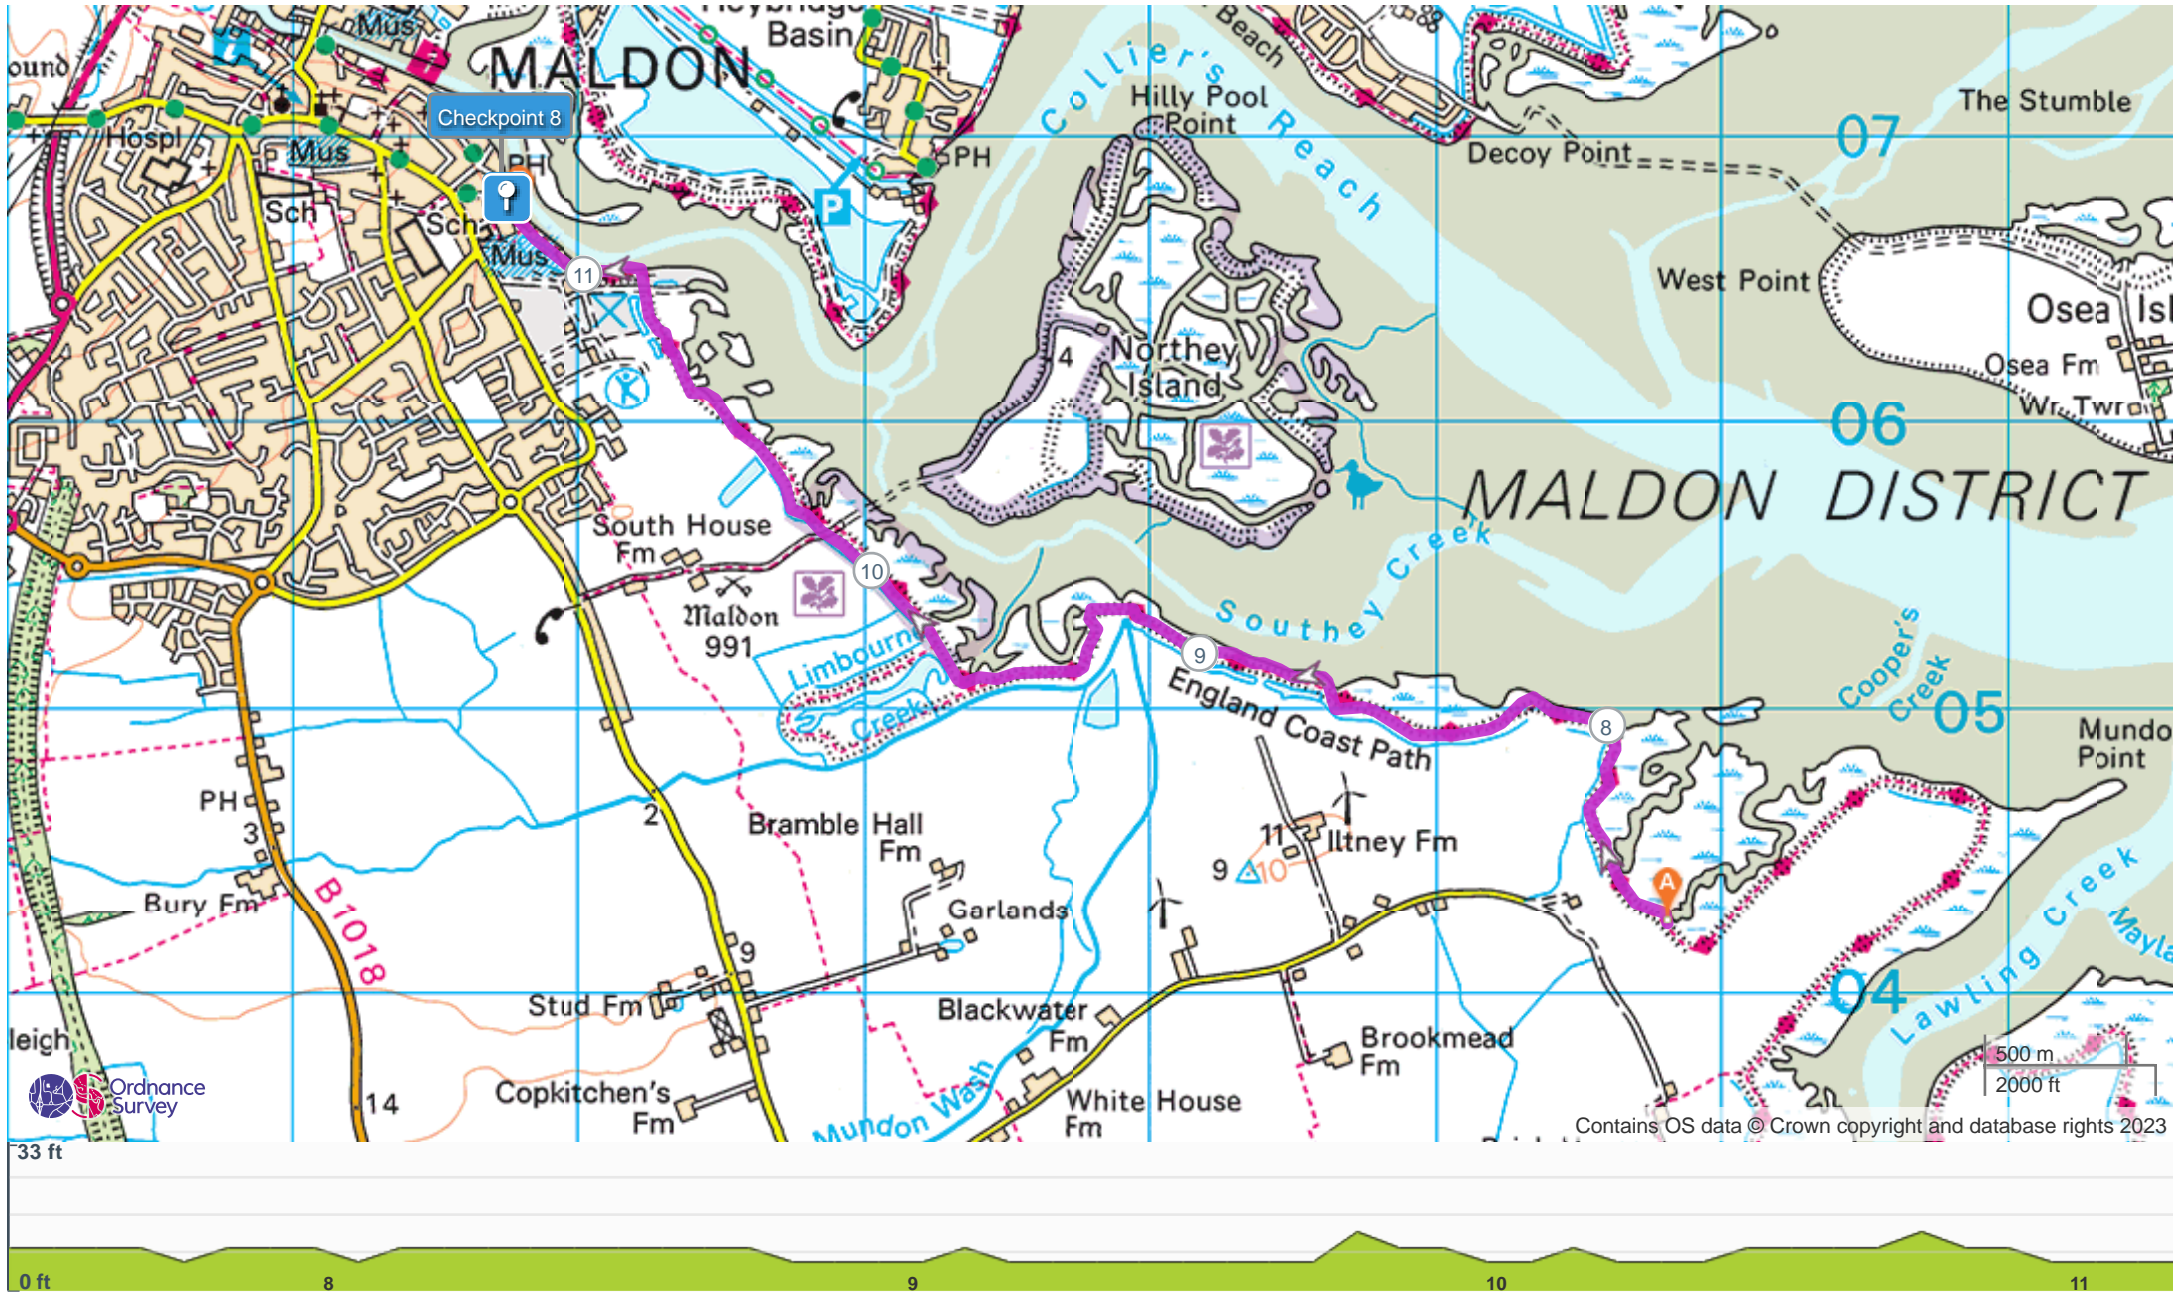 Heybridge
Basin
Mus
Beach
88
MALDON
ound
Collier's Reach
Hilly Pool
Point
The Stumble
Checkpoint 8
07
Hospl
Mus
PH
PH
Decoy Point
P
Sch
Sch
Mus
West Point
11
Osea Isl
4
Northey
Island
Osea Fm
Wr Twr
06
MALDON DISTRICT
South House
Fm
10
Southey Creek
Maldon
991
Limbourne
Creek
9
Cooper's
Creek
England Coast Path
8
05
Mundo
Point
2
PH
3
Bramble Hall
Fm
11
Iltney Fm
9
10
A
Bury Fm
B1018
Garlands
Lawling Creek
Mayla
9
Stud Fm
04
Blackwater
Fm
leigh
Brookmead
Fm
500 m
2000 ft
Ordnance
Survey
14
Copkitchen's
Fm
Mundon Wash
White House
Fm
Contains OS data © Crown copyright and database rights 2023
33 ft
0 ft
8
9
10
11